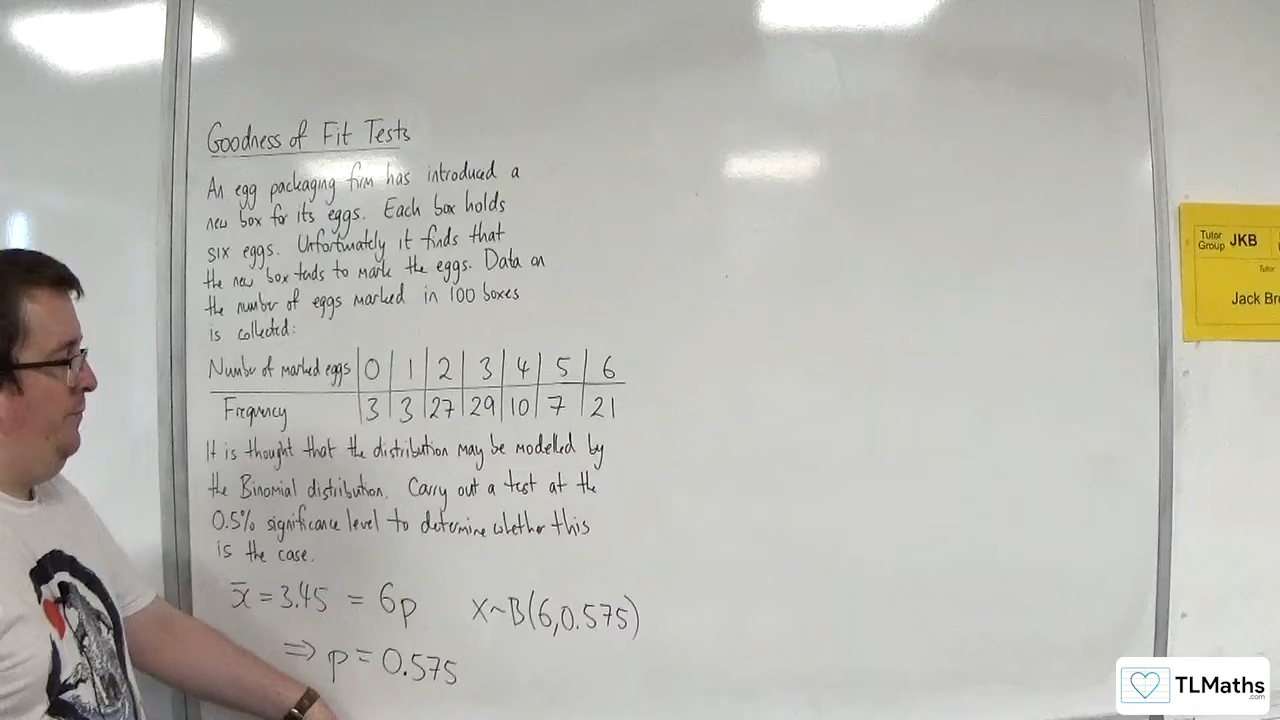 Goodness of Fit Tests
An egg packaging firm has introduced a
new box for its eggs. Each box holds
six eggs. Unfortunately it finds that
the new box tends to mark the eggs. Data on
the number of eggs marked in 100 boxes
is collected:
Number of marked eggs 0 1 2 3 4 5 6
Frequency 3 3 27 29 10 7 21
It is thought that the distribution may be modelled by
the Binomial distribution. Carry out a test at the
0.5% significance level to determine whether this
is the case.
x̄ = 3.45 = 6p X~B(6,0.575)
⇒ p = 0.575
Tutor
Group JKB
Tutor
Jack Bro
TLMaths
.com